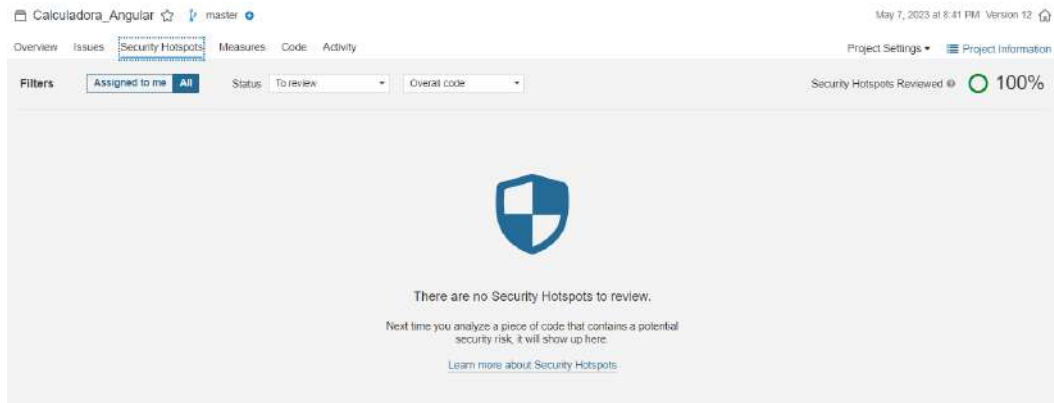 Calculadora_Angular master May 7, 2023 at 8:41 PM Version 12
Overview Issues Security Hotspots Measures Code Activity Project Settings Project Information
Filters Assigned to me All Status To review Overall code Security Hotspots Reviewed 100%
There are no Security Hotspots to review.
Next time you analyze a piece of code that contains a potential
security risk, it will show up here.
Learn more about Security Hotspots